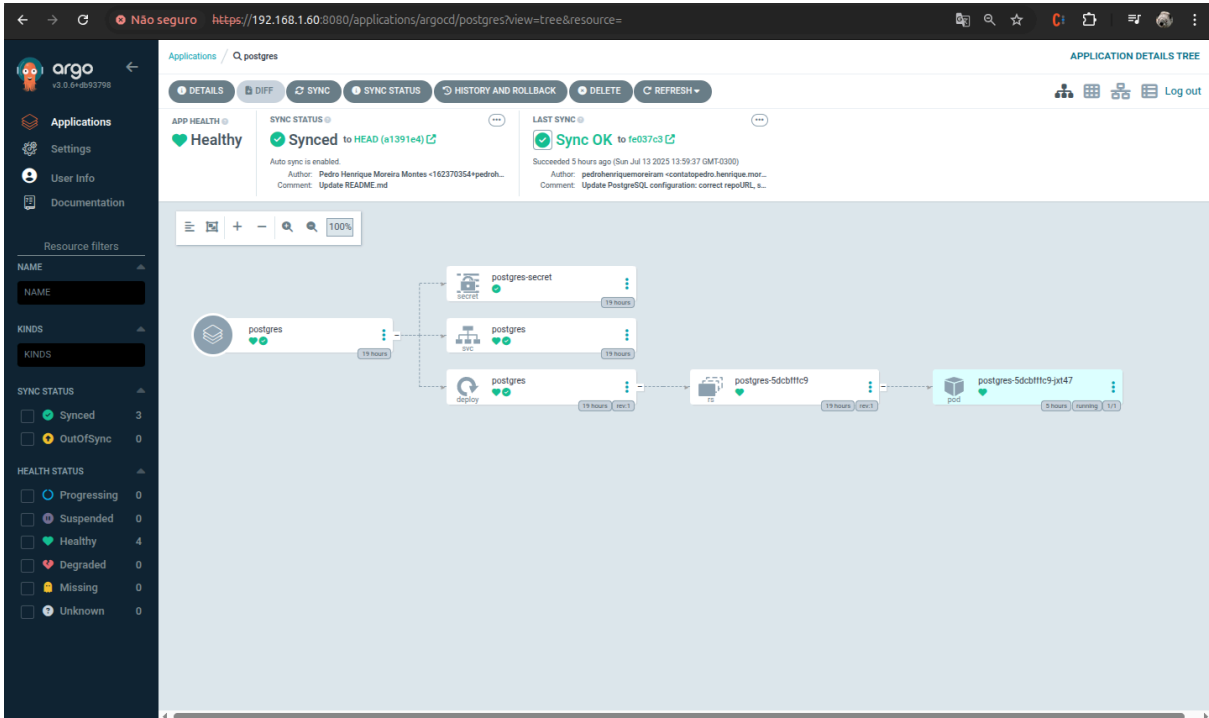 Não seguro https://192.168.1.60:8080/applications/argocd/postgres?view=tree&resource=
argo
v3.0.6+db93798
Applications
Settings
User Info
Documentation
Resource filters
NAME
NAME
KINDS
KINDS
SYNC STATUS
Synced 3
OutOfSync 0
HEALTH STATUS
Progressing 0
Suspended 0
Healthy 4
Degraded 0
Missing 0
Unknown 0
Applications / postgres
APPLICATION DETAILS TREE
DETAILS DIFF SYNC SYNC STATUS HISTORY AND ROLLBACK DELETE REFRESH
Log out
APP HEALTH
Healthy
SYNC STATUS
Synced to HEAD (a1391e4)
Auto sync is enabled.
Author: Pedro Henrique Moreira Montes <162370354+pedroh...
Comment: Update README.md
LAST SYNC
Sync OK to fe037c3
Succeeded 5 hours ago (Sun Jul 13 2025 13:59:37 GMT-0300)
Author: pedrohenriquemoreiram <contatopedro.henrique.mor...
Comment: Update PostgreSQL configuration: correct repoURL, s...
100%
postgres
19 hours
postgres-secret
secret
19 hours
postgres
svc
19 hours
postgres
deploy
19 hours rev:1
postgres-5dcbfffc9
rs
19 hours rev:1
postgres-5dcbfffc9-jxt47
pod
5 hours running 1/1